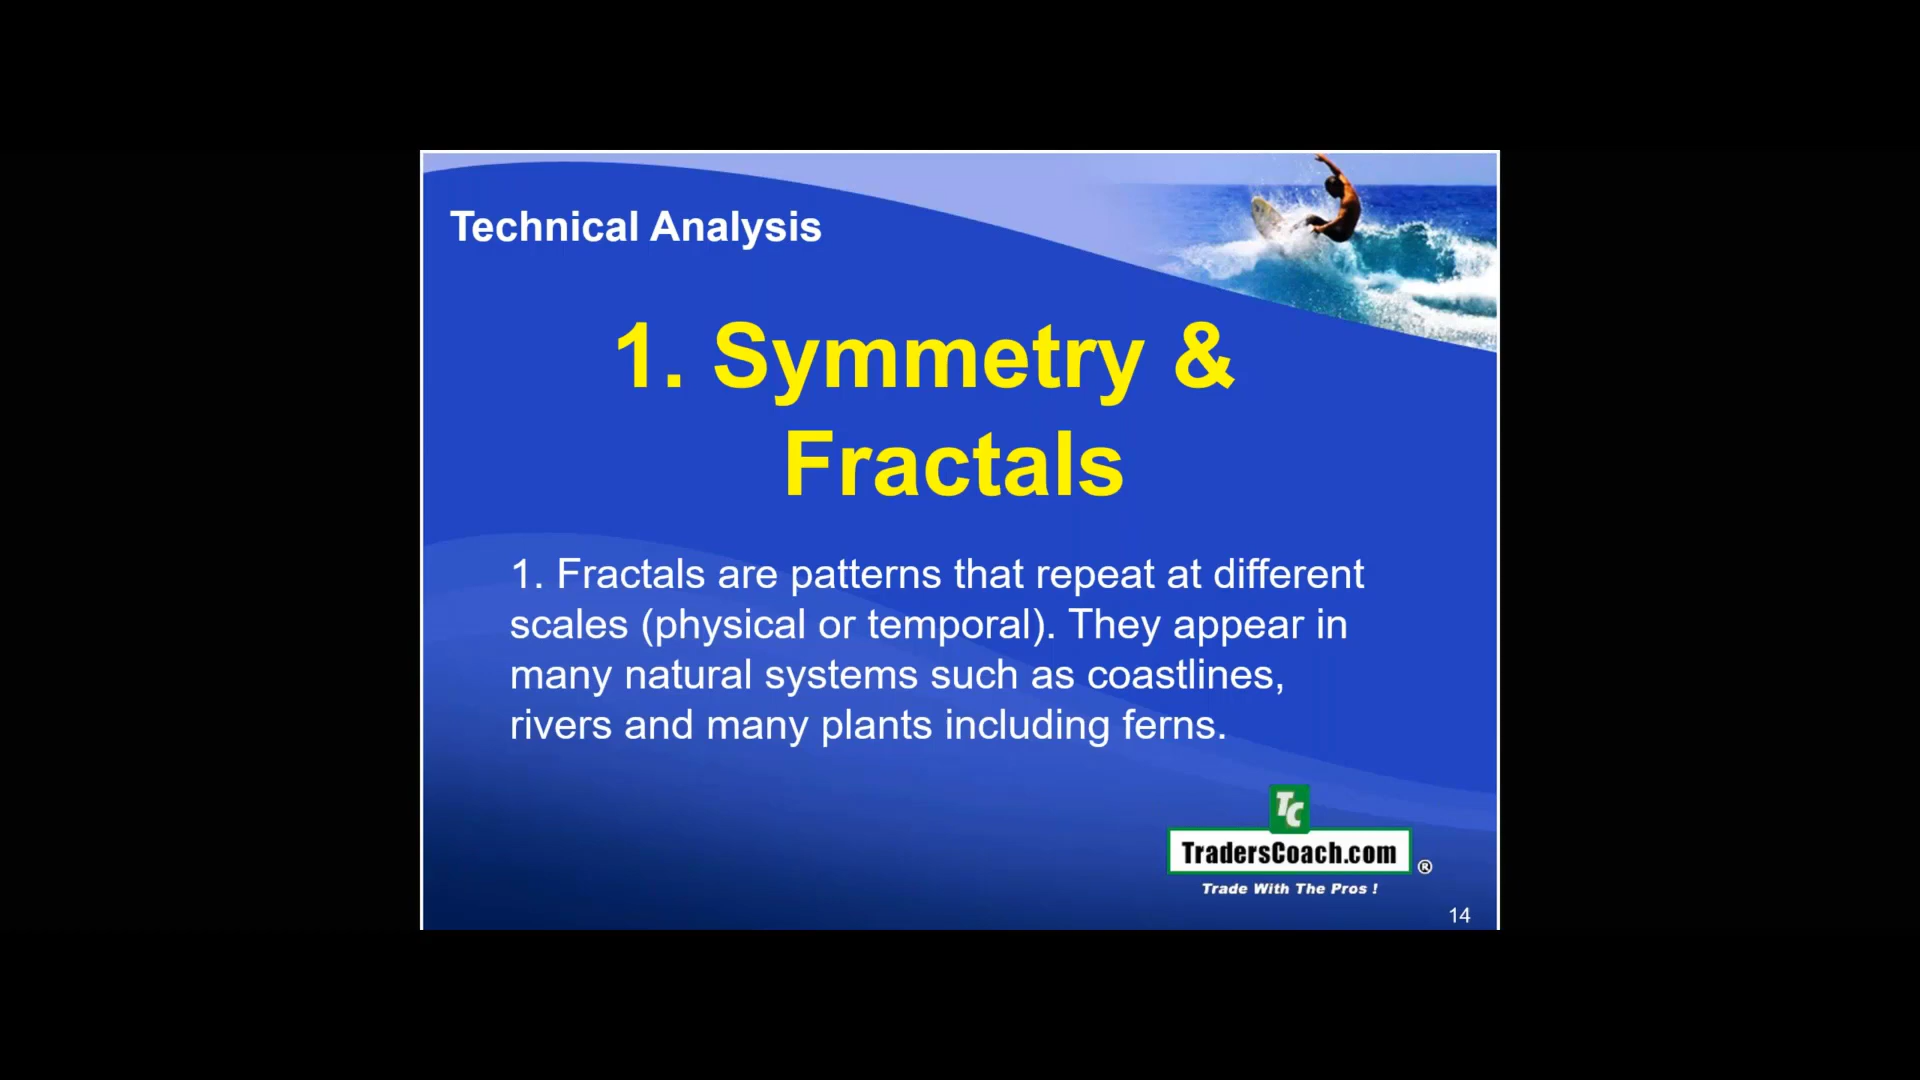 Technical Analysis
1. Symmetry &
Fractals
1. Fractals are patterns that repeat at different
scales (physical or temporal). They appear in
many natural systems such as coastlines,
rivers and many plants including ferns.
TC
TradersCoach.com ®
Trade With The Pros !
14